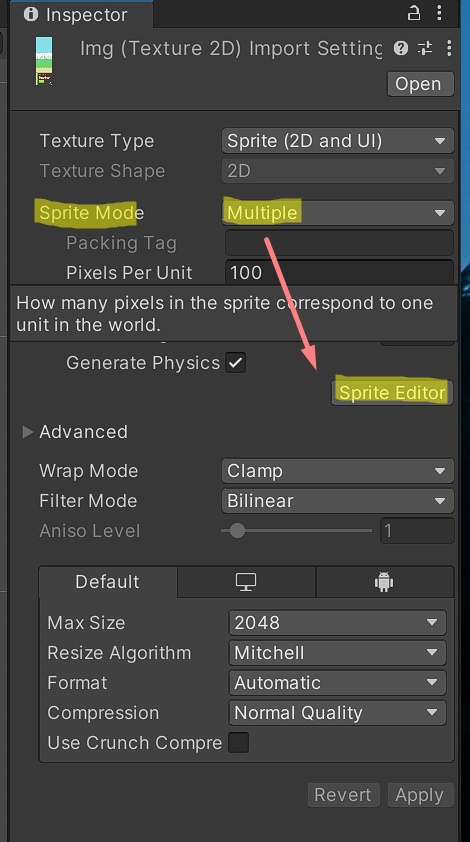 Inspector
Img (Texture 2D) Import Setting
Open
Texture Type Sprite (2D and UI)
Texture Shape 2D
Sprite Mode Multiple
Packing Tag
Pixels Per Unit 100
How many pixels in the sprite correspond to one
unit in the world.
Generate Physics
Sprite Editor
Advanced
Wrap Mode Clamp
Filter Mode Bilinear
Aniso Level 1
Default
Max Size 2048
Resize Algorithm Mitchell
Format Automatic
Compression Normal Quality
Use Crunch Compre
Revert Apply